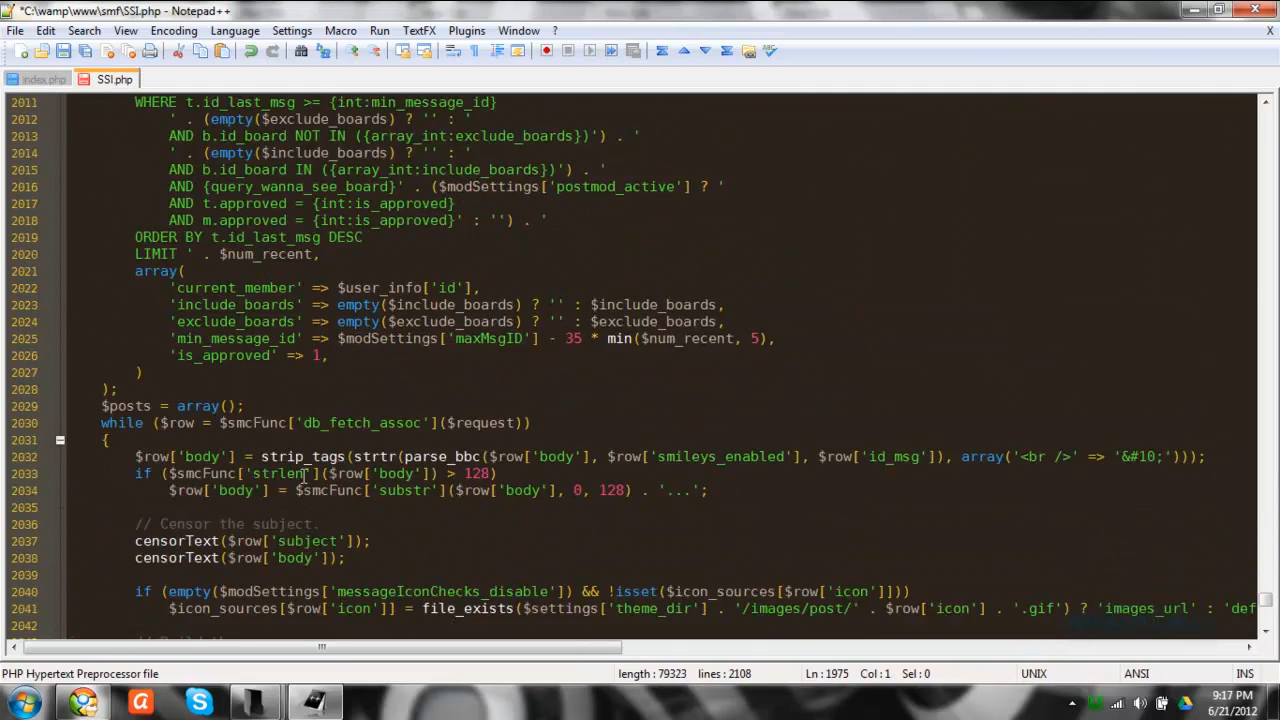 *C:\wamp\www\smf\SSI.php - Notepad++
File Edit Search View Encoding Language Settings Macro Run TextFX Plugins Window ? X
index.php SSI.php
2011 WHERE t.id_last_msg >= {int:min_message_id}
2012 ' . (empty($exclude_boards) ? '' : '
2013 AND b.id_board NOT IN ({array_int:exclude_boards})') . '
2014 ' . (empty($include_boards) ? '' : '
2015 AND b.id_board IN ({array_int:include_boards})') . '
2016 AND {query_wanna_see_board}' . ($modSettings['postmod_active'] ? '
2017 AND t.approved = {int:is_approved}
2018 AND m.approved = {int:is_approved}' : '') . '
2019 ORDER BY t.id_last_msg DESC
2020 LIMIT ' . $num_recent,
2021 array(
2022 'current_member' => $user_info['id'],
2023 'include_boards' => empty($include_boards) ? '' : $include_boards,
2024 'exclude_boards' => empty($exclude_boards) ? '' : $exclude_boards,
2025 'min_message_id' => $modSettings['maxMsgID'] - 35 * min($num_recent, 5),
2026 'is_approved' => 1,
2027 )
2028 );
2029 $posts = array();
2030 while ($row = $smcFunc['db_fetch_assoc']($request))
2031 {
2032 $row['body'] = strip_tags(strtr(parse_bbc($row['body'], $row['smileys_enabled'], $row['id_msg']), array('<br />' => '&#10;')));
2033 if ($smcFunc['strlen']($row['body']) > 128)
2034 $row['body'] = $smcFunc['substr']($row['body'], 0, 128) . '...';
2035
2036 // Censor the subject.
2037 censorText($row['subject']);
2038 censorText($row['body']);
2039
2040 if (empty($modSettings['messageIconChecks_disable']) && !isset($icon_sources[$row['icon']]))
2041 $icon_sources[$row['icon']] = file_exists($settings['theme_dir'] . '/images/post/' . $row['icon'] . '.gif') ? 'images_url' : 'def
2042
PHP Hypertext Preprocessor file length : 79323 lines : 2108 Ln : 1975 Col : 1 Sel : 0 UNIX ANSI INS
9:17 PM
6/21/2012